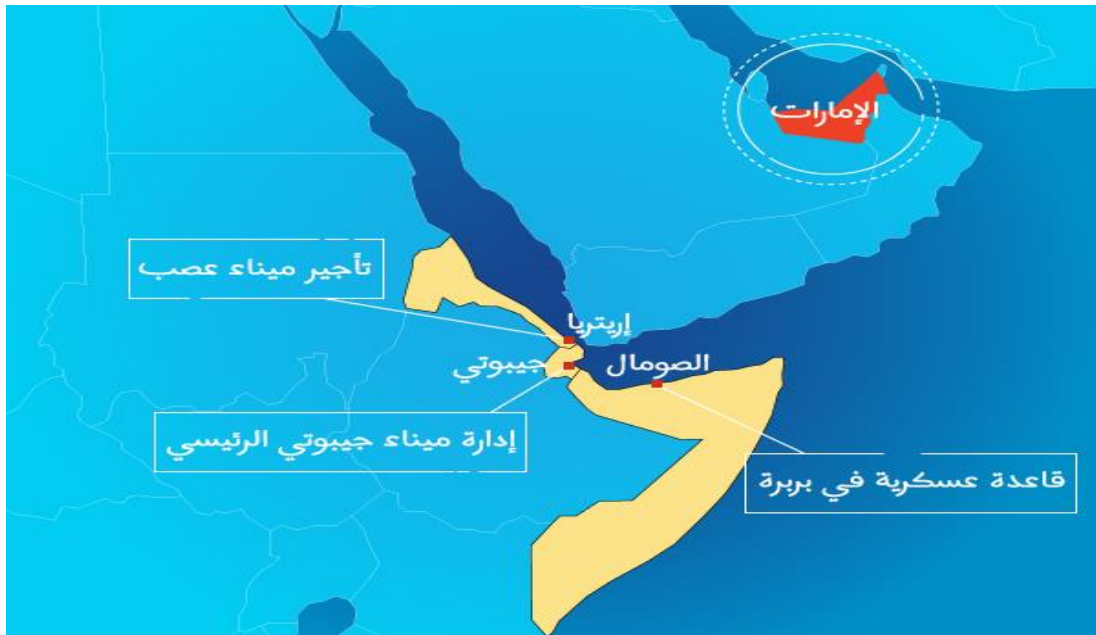 الإمارات
تأجير ميناء عصب
إريتريا
جيبوتي
الصومال
إدارة ميناء جيبوتي الرئيسي
قاعدة عسكرية في بربرة